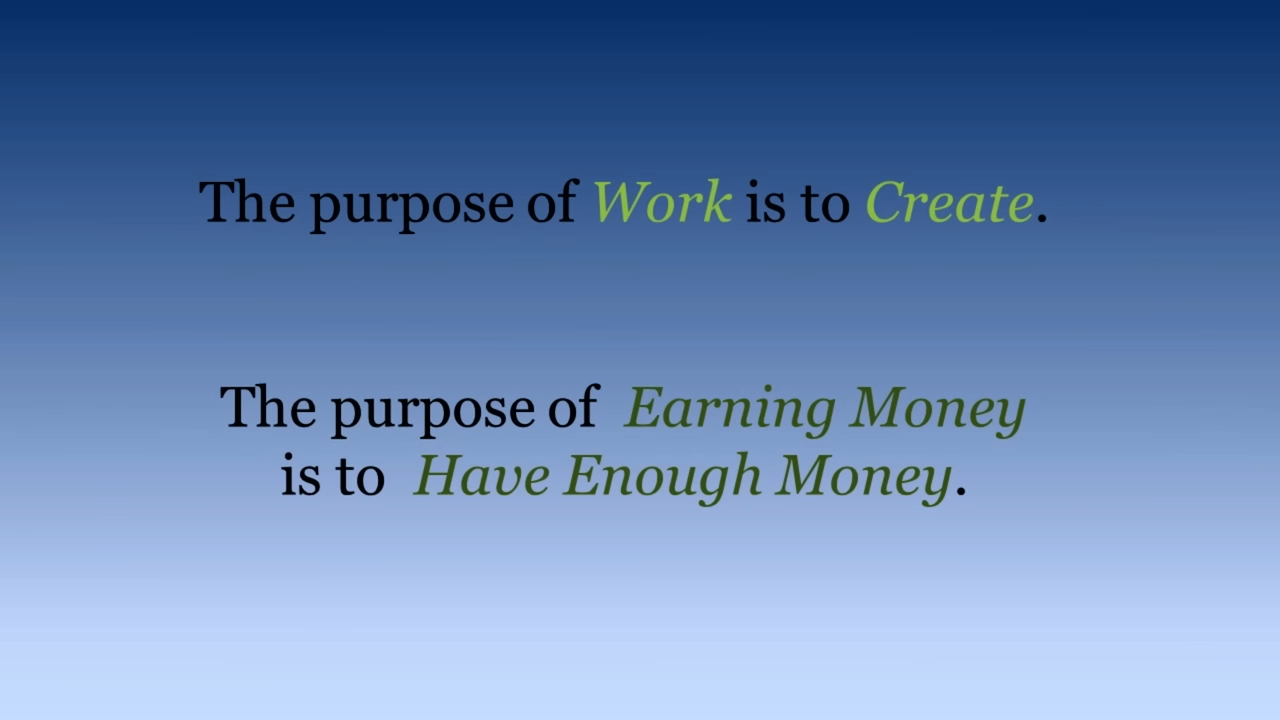 The purpose of Work is to Create.
The purpose of Earning Money
is to Have Enough Money.